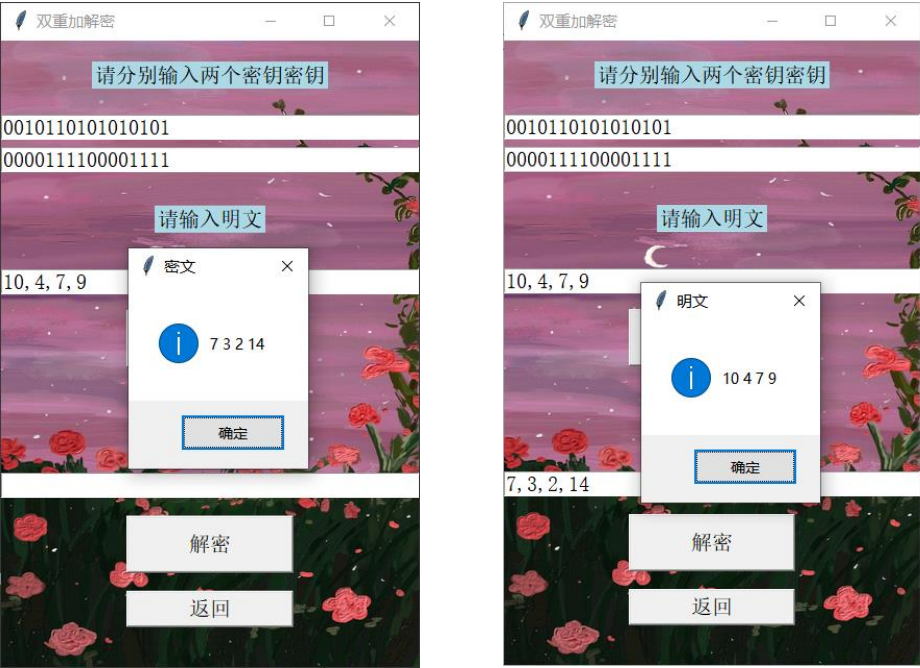 双重加解密
请分别输入两个密钥密钥
0010110101010101
0000111100001111
请输入明文
10,4,7,9
密文
7 3 2 14
确定
解密
返回
双重加解密
请分别输入两个密钥密钥
0010110101010101
0000111100001111
请输入明文
10,4,7,9
明文
10 4 7 9
确定
7,3,2,14
解密
返回